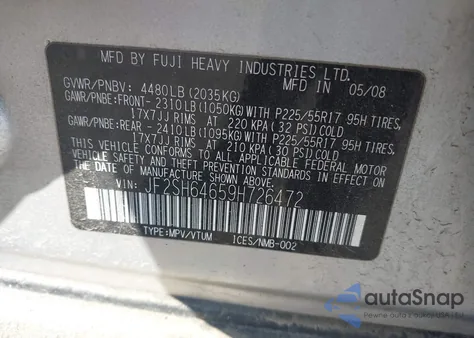 MFD BY FUJI HEAVY INDUSTRIES LTD. IN 05/08
GVWR/PNBV: 4480LB (2035KG)
GAWR/PNBE: FRONT- 2310LB (1050KG) WITH P225/55R17 95H TIRES,
17X7JJ RIMS AT 220 KPA (32 PSI) COLD
GAWR/PNBE: REAR - 2410LB (1095KG) WITH P225/55R17 95H TIRES,
17X7JJ RIMS AT 210 KPA (30 PSI) COLD
THIS VEHICLE CONFORMS TO ALL APPLICABLE FEDERAL MOTOR
VEHICLE SAFETY, BUMPER, AND THEFT PREVENTION STANDARDS
IN EFFECT ON THE DATE OF MANUFACTURE SHOWN ABOVE.
VIN: JF2SH64659H726472
TYPE:MPV/VTUM ICES/NMB-002
autoSnap